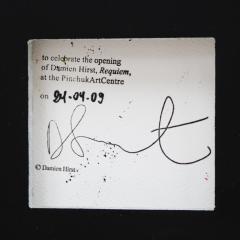 to celebrate the opening
of Damien Hirst, Requiem,
at the PinchukArtCentre
on 24-04-09
© Damien Hirst